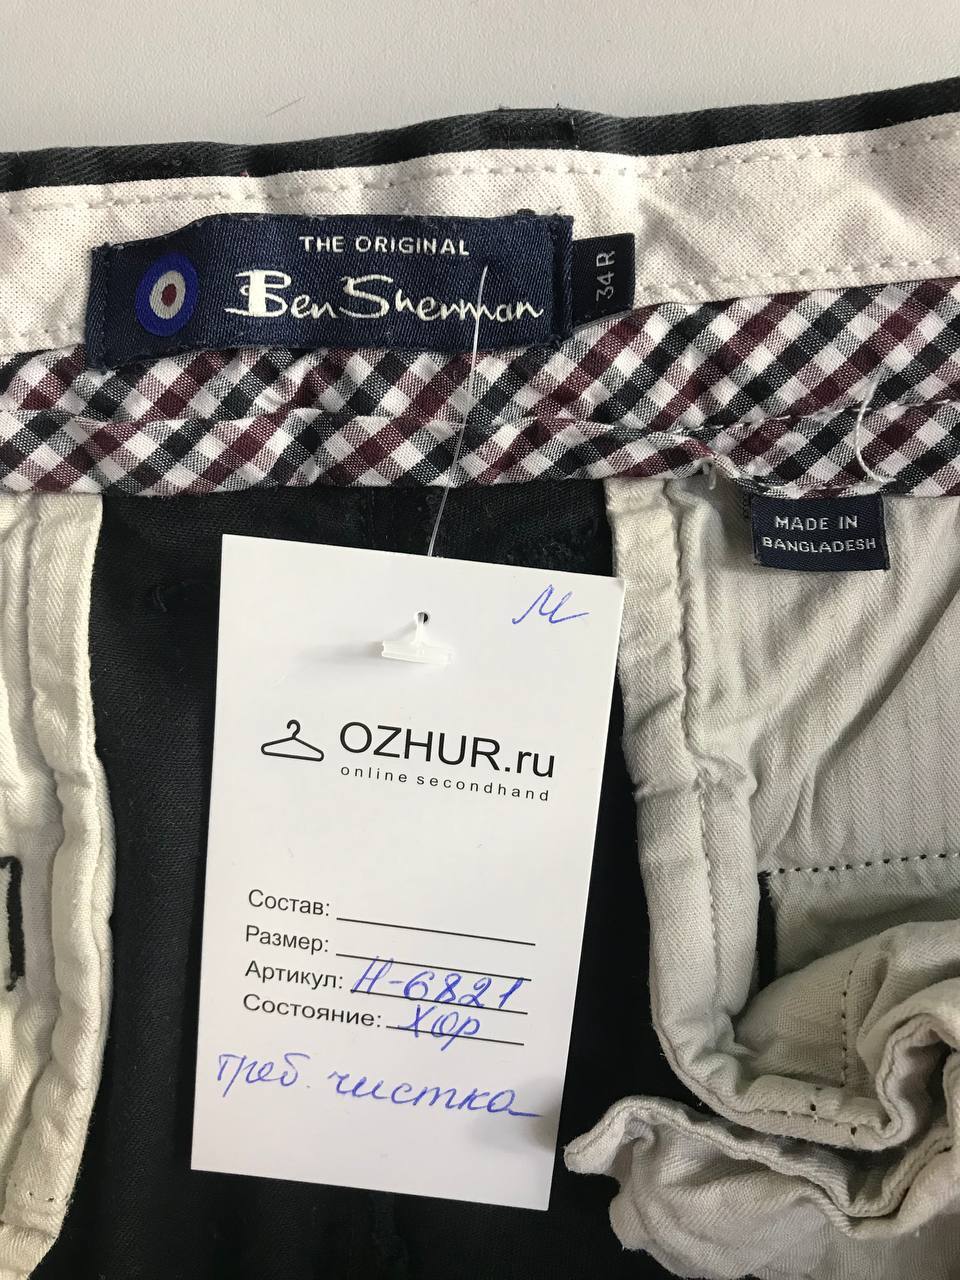 THE ORIGINAL
Ben Sherman
34 R
MADE IN
BANGLADESH
М
OZHUR.ru
online secondhand
Состав:
Размер:
Артикул: Н-6821
Состояние: ХОР
треб. чистка